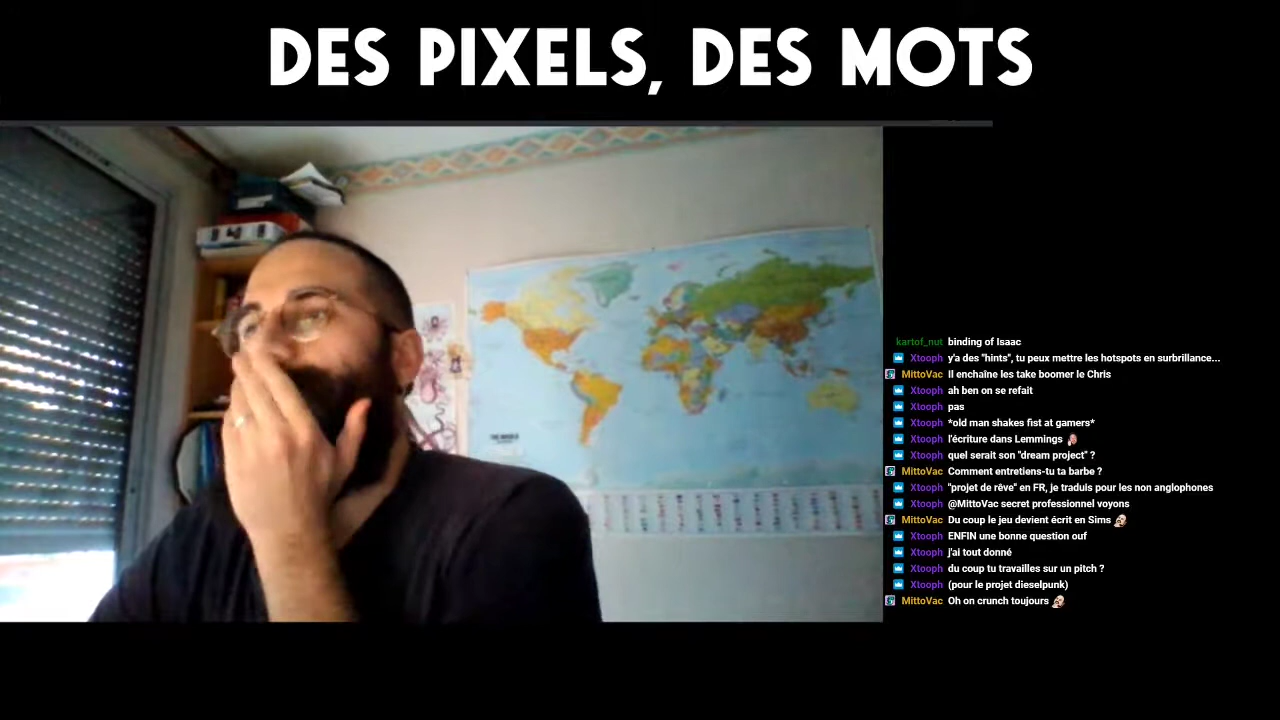 DES PIXELS, DES MOTS
kartof_nut binding of Isaac
Xtooph y'a des "hints", tu peux mettre les hotspots en surbrillance...
MittoVac Il enchaîne les take boomer le Chris
Xtooph ah ben on se refait
Xtooph pas
Xtooph *old man shakes fist at gamers*
Xtooph l'écriture dans Lemmings
Xtooph quel serait son "dream project" ?
MittoVac Comment entretiens-tu ta barbe ?
Xtooph "projet de rêve" en FR, je traduis pour les non anglophones
Xtooph @MittoVac secret professionnel voyons
MittoVac Du coup le jeu devient écrit en Sims
Xtooph ENFIN une bonne question ouf
Xtooph j'ai tout donné
Xtooph du coup tu travailles sur un pitch ?
Xtooph (pour le projet dieselpunk)
MittoVac Oh on crunch toujours